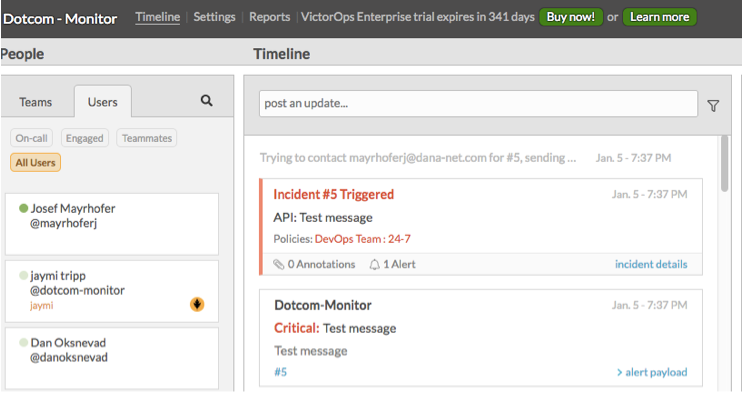 Dotcom - Monitor Timeline Settings Reports VictorOps Enterprise trial expires in 341 days Buy now! or Learn more
People
Timeline
Teams Users
On-call Engaged Teammates
All Users
Josef Mayrhofer
@mayrhoferj
jaymi tripp
@dotcom-monitor
jaymi
Dan Oksnevad
@danoksnevad
post an update...
Trying to contact mayrhoferj@dana-net.com for #5, sending ... Jan. 5 - 7:37 PM
Incident #5 Triggered Jan. 5 - 7:37 PM
API: Test message
Policies: DevOps Team : 24-7
0 Annotations 1 Alert incident details
Dotcom-Monitor Jan. 5 - 7:37 PM
Critical: Test message
Test message
#5 > alert payload